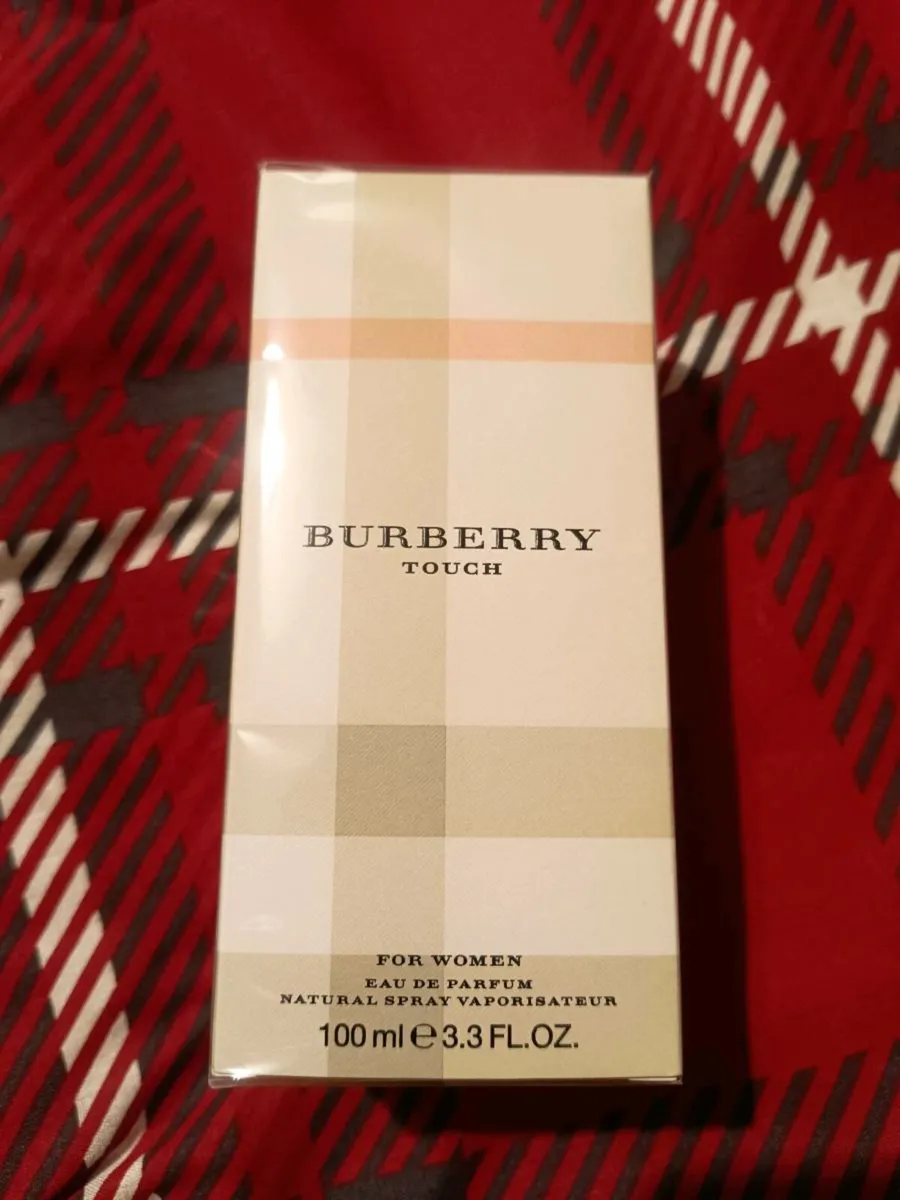 BURBERRY
TOUCH
FOR WOMEN
EAU DE PARFUM
NATURAL SPRAY VAPORISATEUR
100 ml ℮ 3.3 FL.OZ.